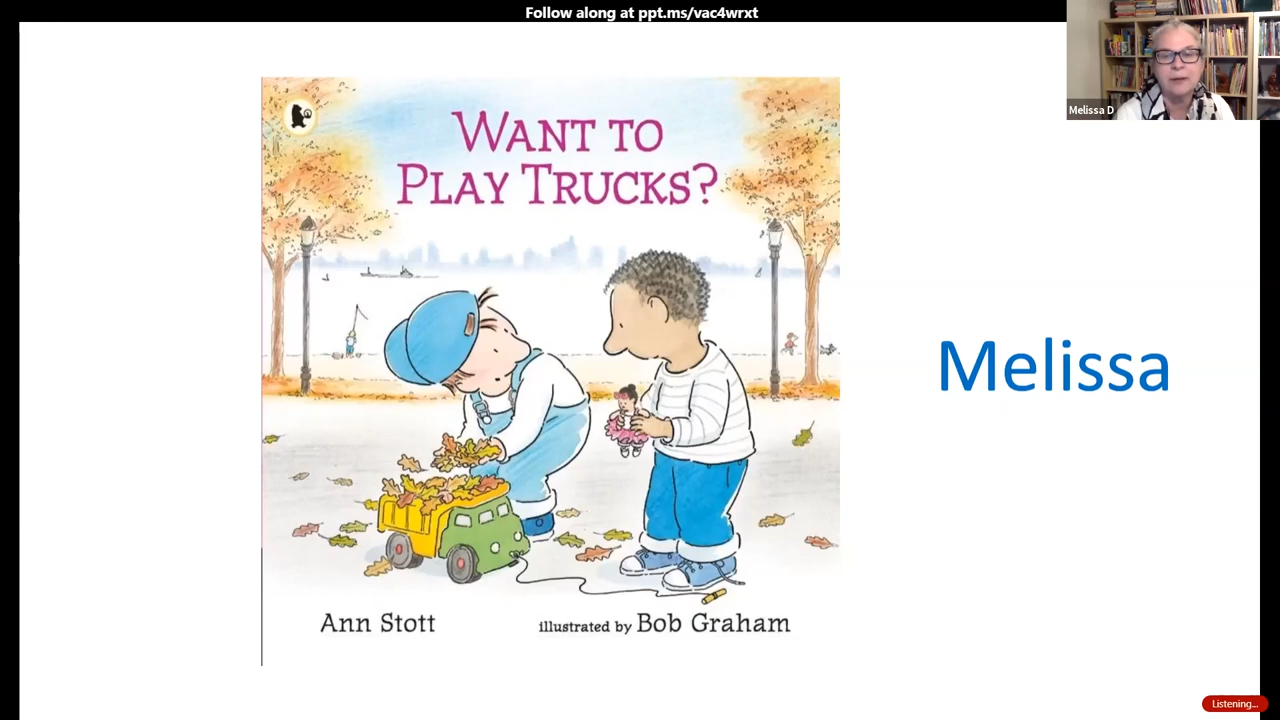 Follow along at ppt.ms/vac4wrxt
Melissa D
WANT TO
PLAY TRUCKS?
Melissa
Ann Stott
illustrated by Bob Graham
Listening...